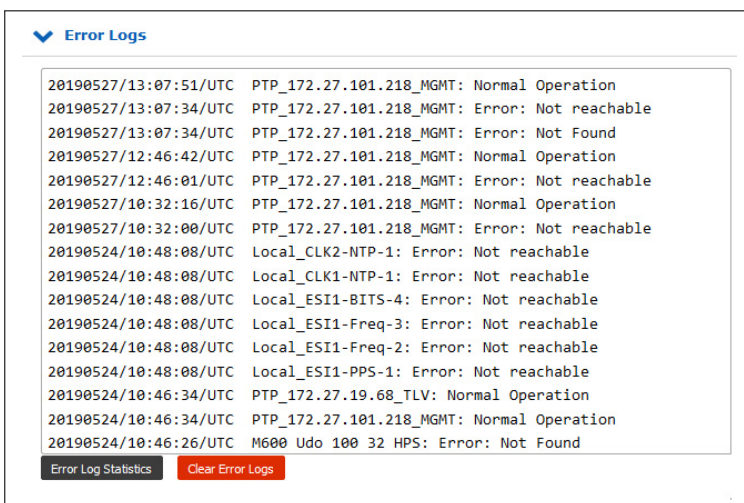 Error Logs
20190527/13:07:51/UTC PTP_172.27.101.218_MGMT: Normal Operation
20190527/13:07:34/UTC PTP_172.27.101.218_MGMT: Error: Not reachable
20190527/13:07:34/UTC PTP_172.27.101.218_MGMT: Error: Not Found
20190527/12:46:42/UTC PTP_172.27.101.218_MGMT: Normal Operation
20190527/12:46:01/UTC PTP_172.27.101.218_MGMT: Error: Not reachable
20190527/10:32:16/UTC PTP_172.27.101.218_MGMT: Normal Operation
20190527/10:32:00/UTC PTP_172.27.101.218_MGMT: Error: Not reachable
20190524/10:48:08/UTC Local_CLK2-NTP-1: Error: Not reachable
20190524/10:48:08/UTC Local_CLK1-NTP-1: Error: Not reachable
20190524/10:48:08/UTC Local_ESI1-BITS-4: Error: Not reachable
20190524/10:48:08/UTC Local_ESI1-Freq-3: Error: Not reachable
20190524/10:48:08/UTC Local_ESI1-Freq-2: Error: Not reachable
20190524/10:48:08/UTC Local_ESI1-PPS-1: Error: Not reachable
20190524/10:46:34/UTC PTP_172.27.19.68_TLV: Normal Operation
20190524/10:46:34/UTC PTP_172.27.101.218_MGMT: Normal Operation
20190524/10:46:26/UTC M600 Udo 100 32 HPS: Error: Not Found
Error Log Statistics Clear Error Logs